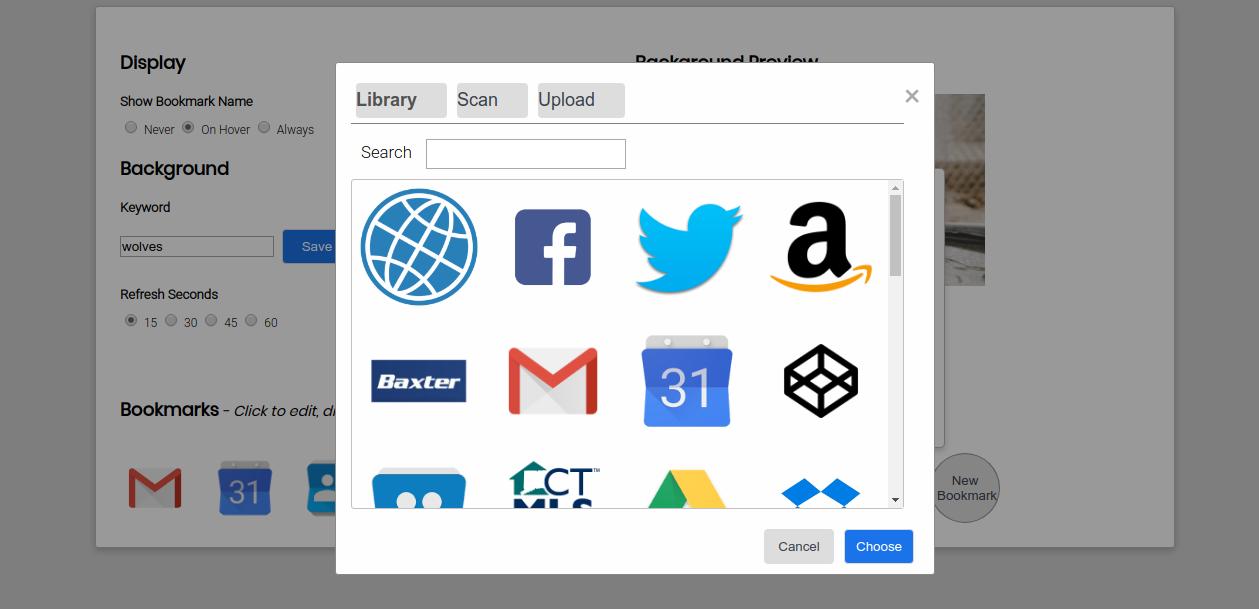 Display
Background Preview
Show Bookmark Name
Never On Hover Always
Background
Keyword
wolves
Save
Refresh Seconds
15 30 45 60
Bookmarks - Click to edit,
31
New
Bookmark
Library Scan Upload
×
Search
f
a
Baxter
31
CT
MLS
Cancel Choose